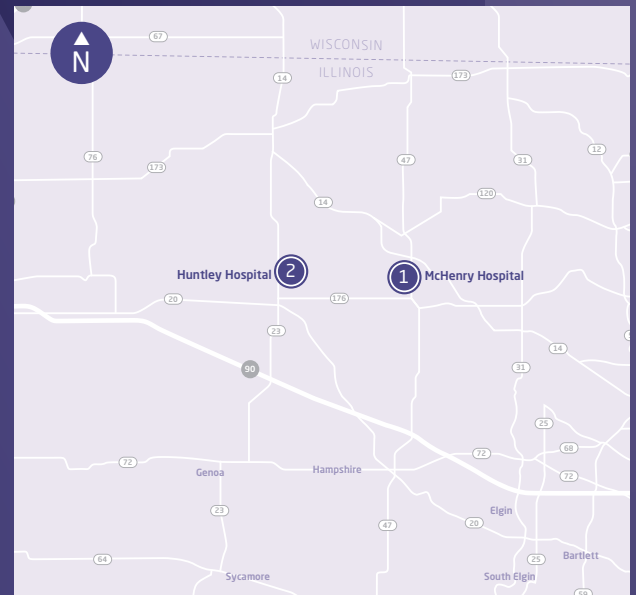 67
WISCONSIN
N
ILLINOIS
14
173
12
76
47
31
173
120
14
Huntley Hospital
2
1
McHenry Hospital
20
176
23
14
90
31
25
68
72
72
Genoa
Hampshire
72
23
Elgin
47
20
64
25
Bartlett
Sycamore
South Elgin
59